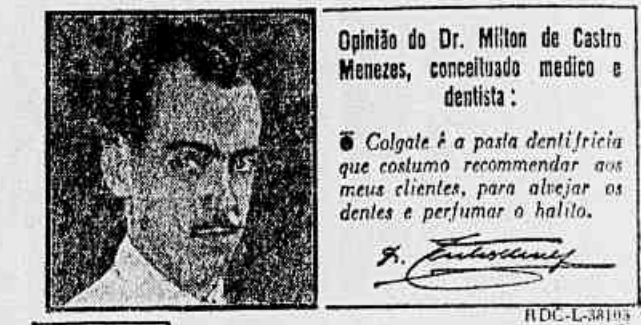 Opinião do Dr. Milton de Castro
Menezes, conceituado medico e
dentista:
Colgate é a pasta dentifricia
que costumo recommendar aos
meus clientes, para alvejar os
dentes e perfumar o halito.
RDC-L-38103